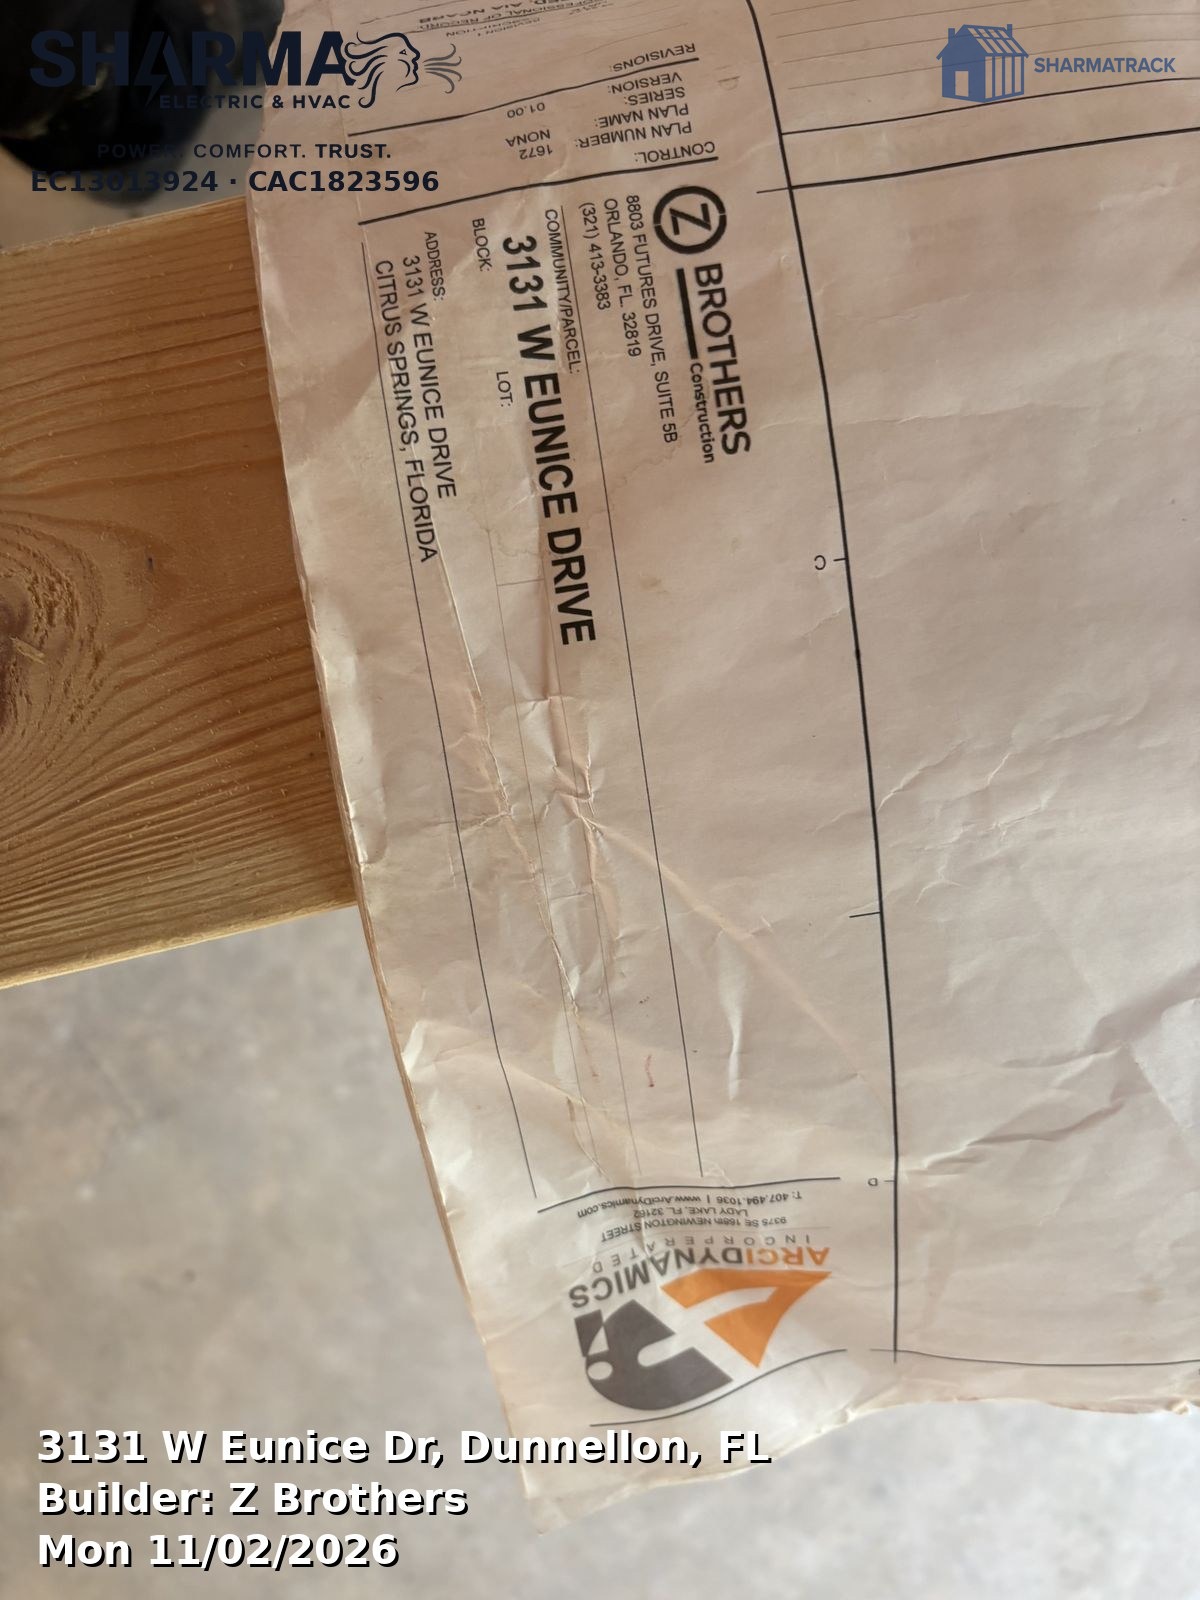 SHARMA
ELECTRIC & HVAC
POWER. COMFORT. TRUST.
EC13013924 · CAC1823596
SHARMATRACK
PROFESSIONAL OF RECORD
REVISIONS:
VERSION: 01.00
SERIES:
PLAN NAME: NONA
PLAN NUMBER: 1672
CONTROL:
Z BROTHERS
Construction
8803 FUTURES DRIVE, SUITE 5B
ORLANDO, FL. 32819
(321) 413-3383
COMMUNITY/PARCEL:
3131 W EUNICE DRIVE
BLOCK: LOT:
ADDRESS:
3131 W EUNICE DRIVE
CITRUS SPRINGS, FLORIDA
C
D
ARCIDYNAMICS
INCORPERATED
9375 SE 168th NEWINGTON STREET
LADY LAKE, FL 32162
T: 407.494.1036 | www.ArciDynamics.com
3131 W Eunice Dr, Dunnellon, FL
Builder: Z Brothers
Mon 11/02/2026